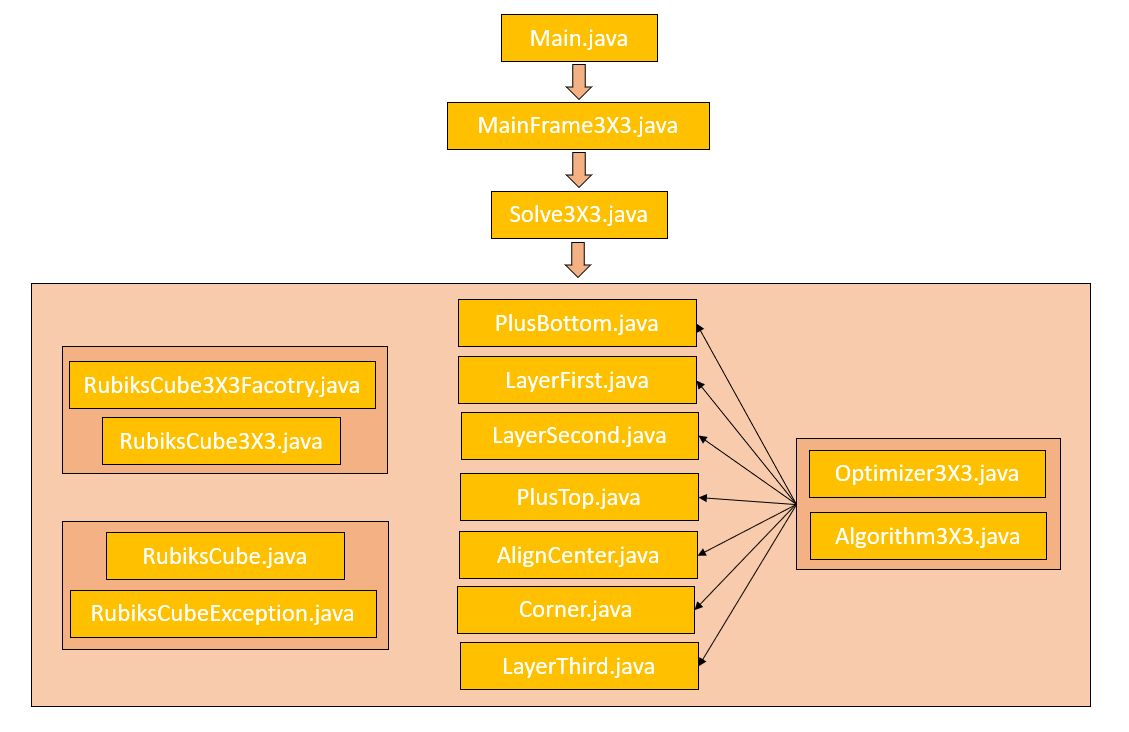 Main.java
MainFrame3X3.java
Solve3X3.java
RubiksCube3X3Facotry.java
RubiksCube3X3.java
RubiksCube.java
RubiksCubeException.java
PlusBottom.java
LayerFirst.java
LayerSecond.java
PlusTop.java
AlignCenter.java
Corner.java
LayerThird.java
Optimizer3X3.java
Algorithm3X3.java